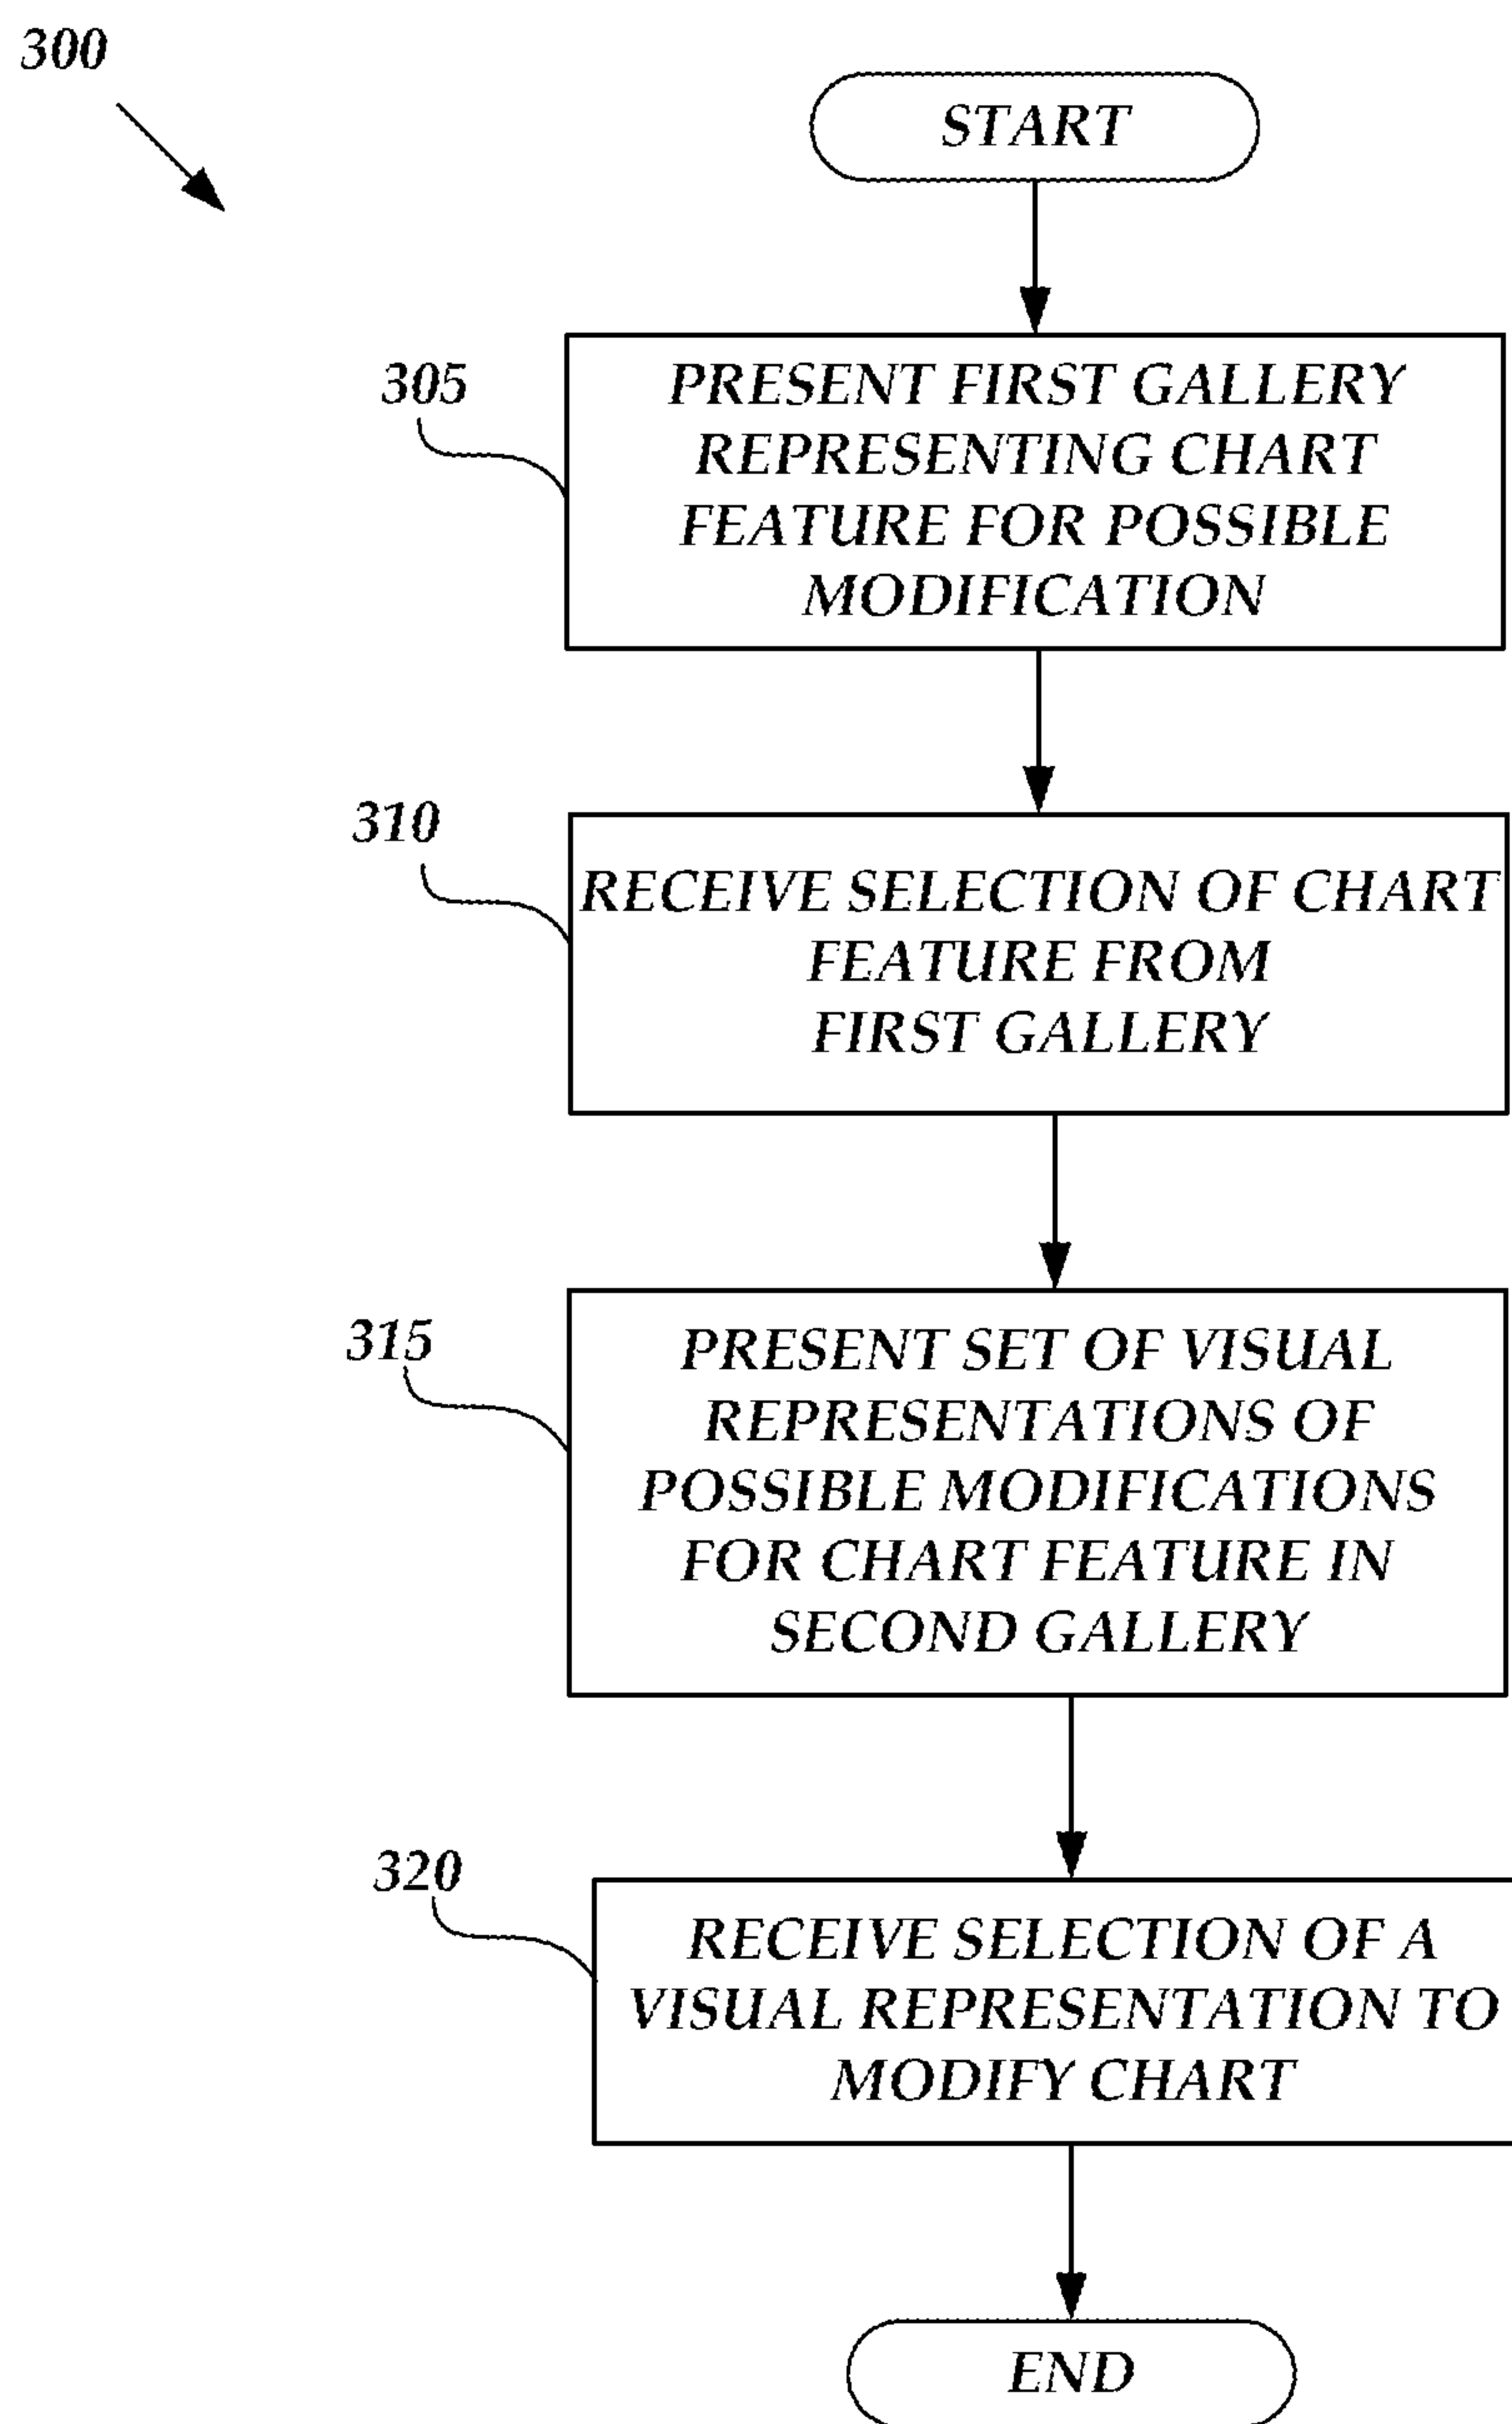 300
START
305
PRESENT FIRST GALLERY
REPRESENTING CHART
FEATURE FOR POSSIBLE
MODIFICATION
310
RECEIVE SELECTION OF CHART
FEATURE FROM
FIRST GALLERY
315
PRESENT SET OF VISUAL
REPRESENTATIONS OF
POSSIBLE MODIFICATIONS
FOR CHART FEATURE IN
SECOND GALLERY
320
RECEIVE SELECTION OF A
VISUAL REPRESENTATION TO
MODIFY CHART
END